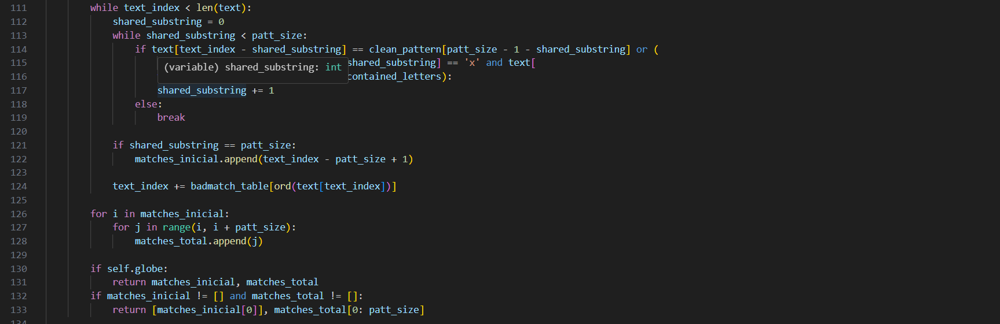 111 while text_index < len(text):
112 shared_substring = 0
113 while shared_substring < patt_size:
114 if text[text_index - shared_substring] == clean_pattern[patt_size - 1 - shared_substring] or (
115 shared_substring] == 'x' and text[
(variable) shared_substring: int
116 contained_letters):
117 shared_substring += 1
118 else:
119 break
120
121 if shared_substring == patt_size:
122 matches_inicial.append(text_index - patt_size + 1)
123
124 text_index += badmatch_table[ord(text[text_index])]
125
126 for i in matches_inicial:
127 for j in range(i, i + patt_size):
128 matches_total.append(j)
129
130 if self.globe:
131 return matches_inicial, matches_total
132 if matches_inicial != [] and matches_total != []:
133 return [matches_inicial[0]], matches_total[0: patt_size]